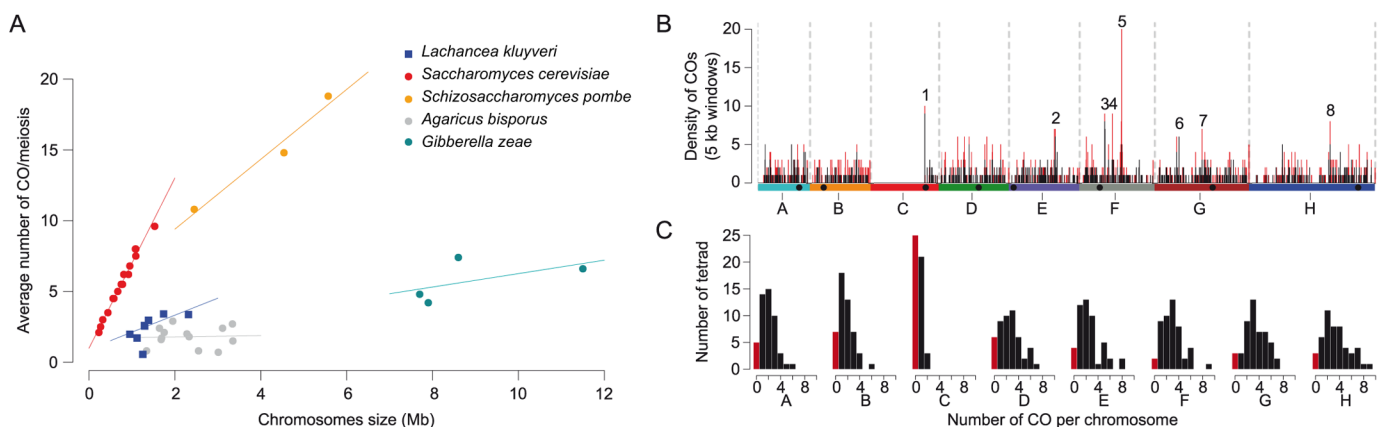 A
Average number of CO/meiosis
20
15
10
5
0
0 2 4 6 8 10 12
Chromosomes size (Mb)
Lachancea kluyveri
Saccharomyces cerevisiae
Schizosaccharomyces pombe
Agaricus bisporus
Gibberella zeae
B
Density of COs
(5 kb windows)
20
15
10
5
0
1 2 3 4 5 6 7 8
A B C D E F G H
C
Number of tetrad
25
20
15
10
5
0
0 4 8 0 4 8 0 4 8 0 4 8 0 4 8 0 4 8 0 4 8 0 4 8
A B C D E F G H
Number of CO per chromosome